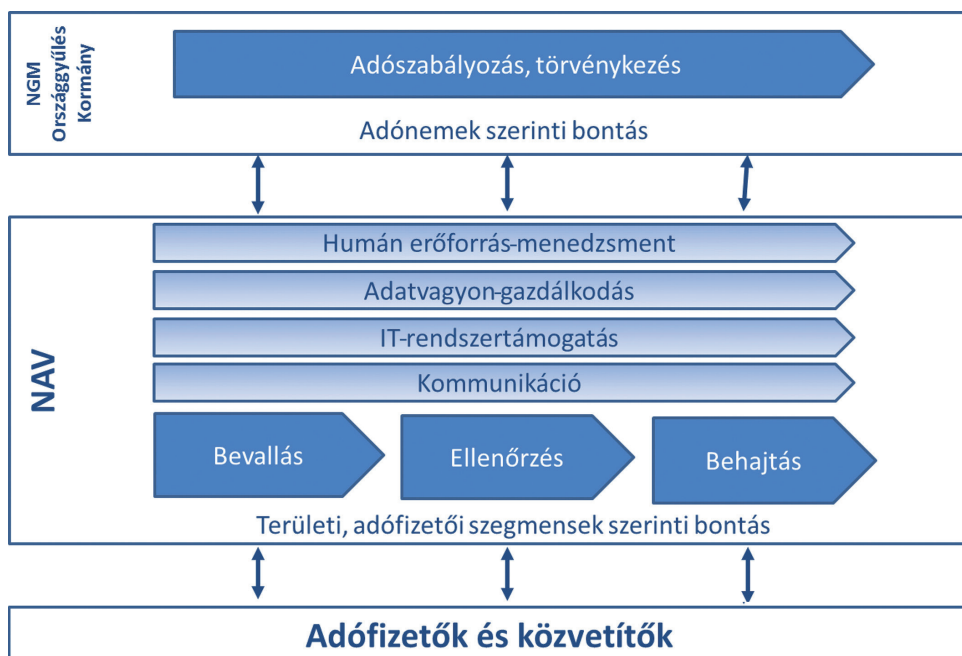 NGM
Országgyűlés
Kormány
Adószabályozás, törvénykezés
Adónemek szerinti bontás
NAV
Humán erőforrás-menedzsment
Adatvagyon-gazdálkodás
IT-rendszertámogatás
Kommunikáció
Bevallás
Ellenőrzés
Behajtás
Területi, adófizetői szegmensek szerinti bontás
Adófizetők és közvetítők